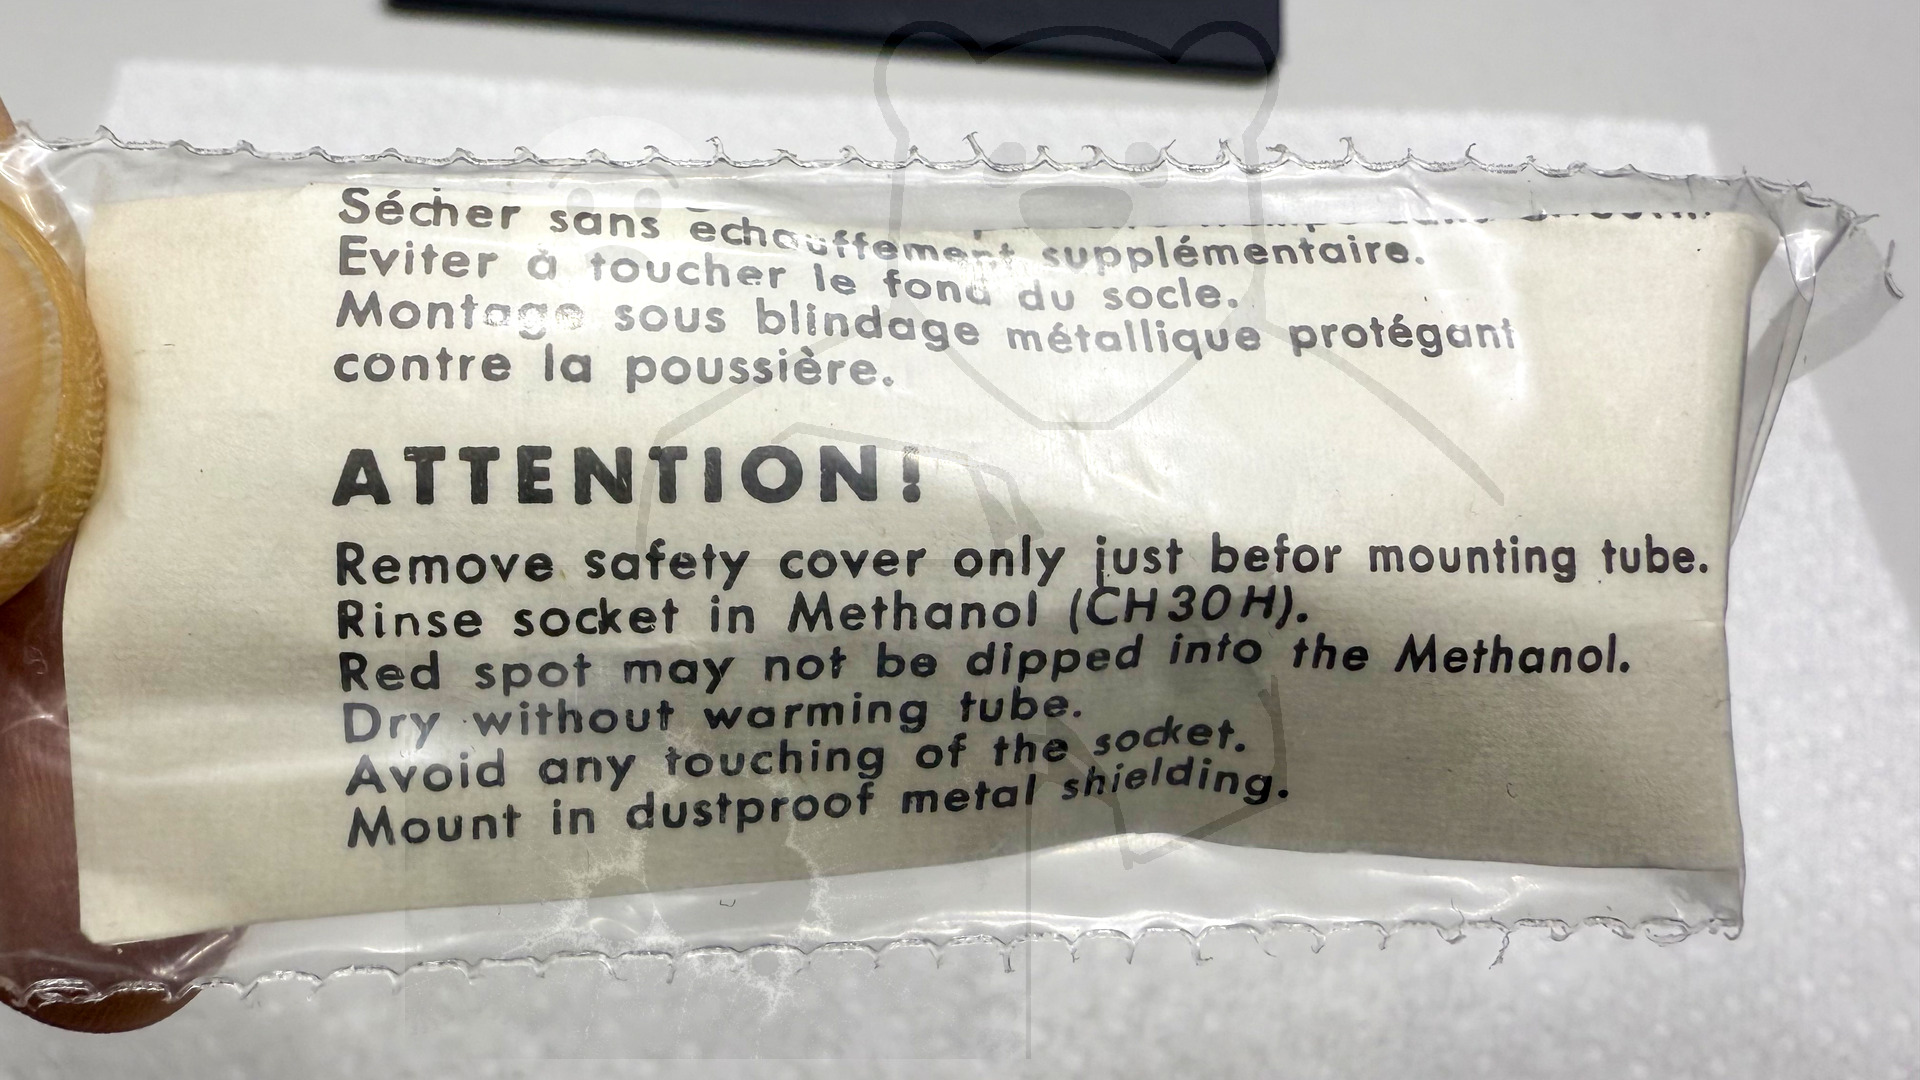 Sécher sans échauffement supplémentaire.
Eviter à toucher le fond du socle.
Montage sous blindage métallique protégant
contre la poussière.
ATTENTION!
Remove safety cover only just befor mounting tube.
Rinse socket in Methanol (CH3OH).
Red spot may not be dipped into the Methanol.
Dry without warming tube.
Avoid any touching of the socket.
Mount in dustproof metal shielding.